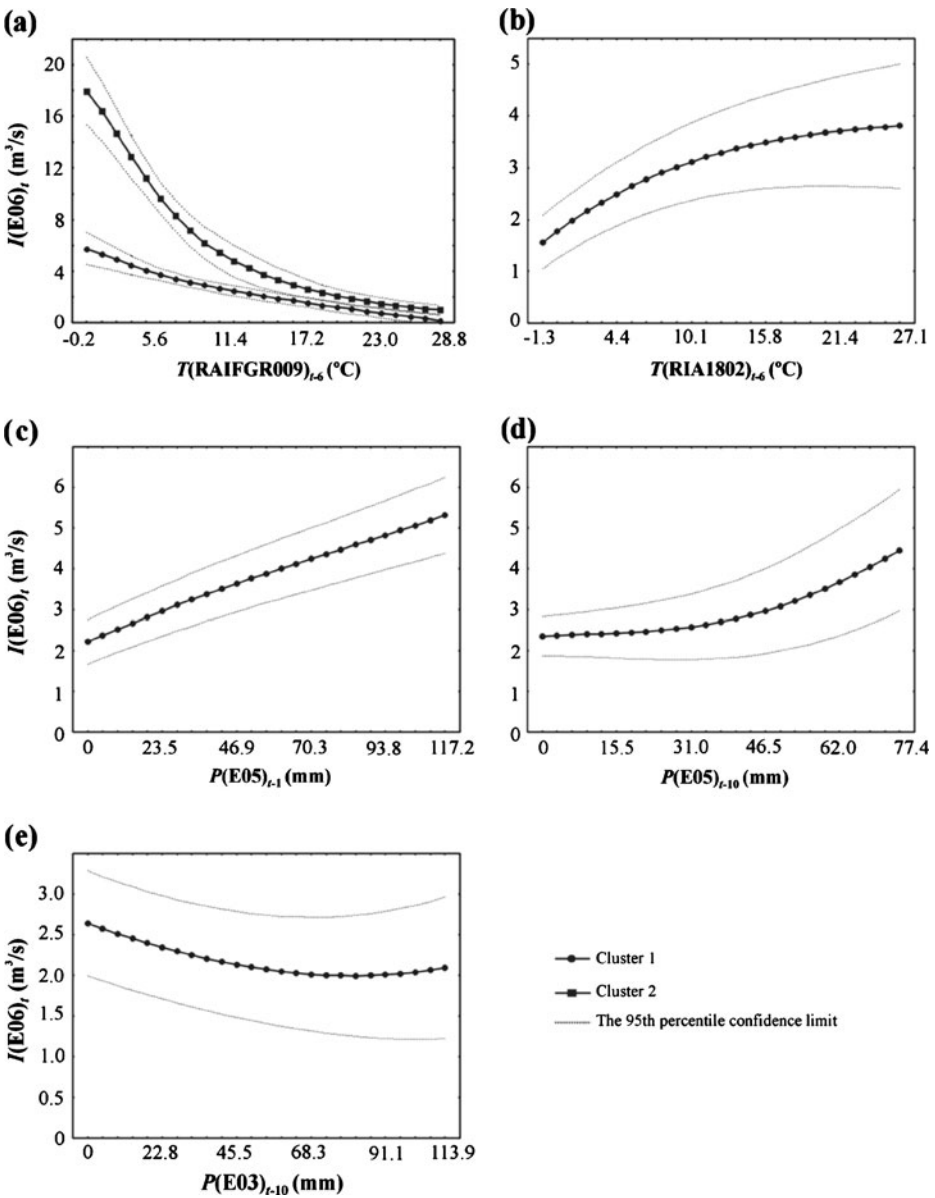 (a)
20
16
12
8
4
0
I(E06)t (m³/s)
-0.2 5.6 11.4 17.2 23.0 28.8
T(RAIFGR009)t-6 (ºC)
(b)
5
4
3
2
1
0
-1.3 4.4 10.1 15.8 21.4 27.1
T(RIA1802)t-6 (ºC)
(c)
6
5
4
3
2
1
0
I(E06)t (m³/s)
0 23.5 46.9 70.3 93.8 117.2
P(E05)t-1 (mm)
(d)
6
5
4
3
2
1
0
0 15.5 31.0 46.5 62.0 77.4
P(E05)t-10 (mm)
(e)
3.0
2.5
2.0
1.5
1.0
0.5
0
I(E06)t (m³/s)
0 22.8 45.5 68.3 91.1 113.9
P(E03)t-10 (mm)
Cluster 1
Cluster 2
The 95th percentile confidence limit